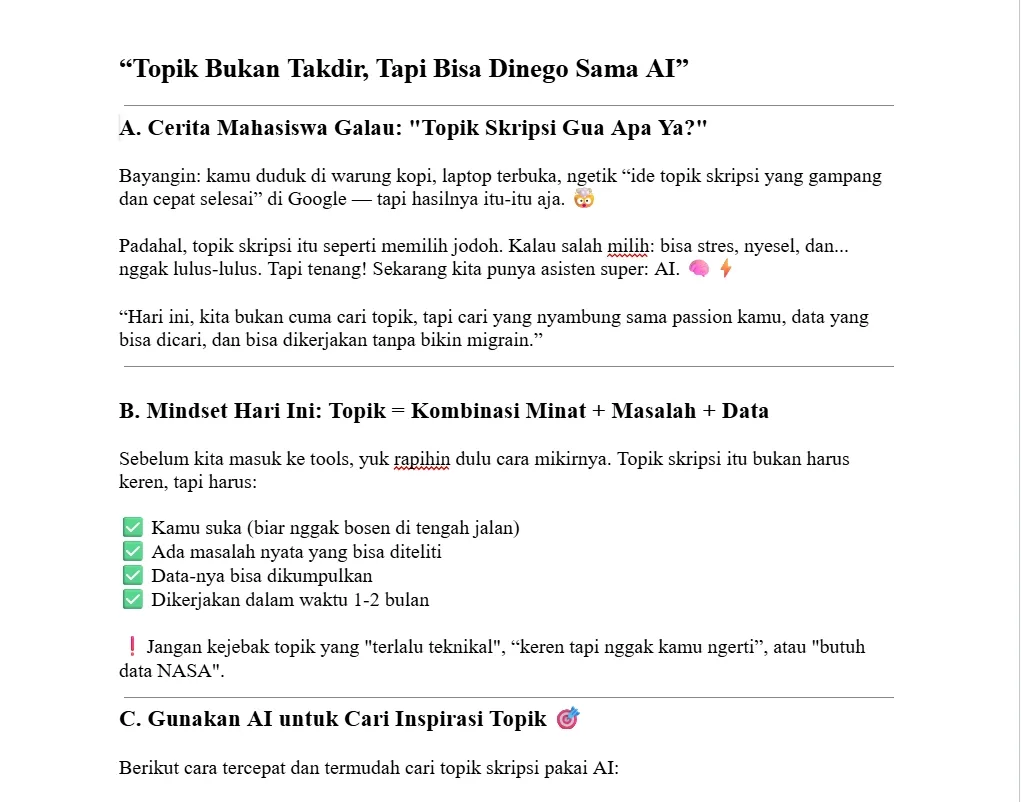 “Topik Bukan Takdir, Tapi Bisa Dinego Sama AI”
A. Cerita Mahasiswa Galau: "Topik Skripsi Gua Apa Ya?"
Bayangin: kamu duduk di warung kopi, laptop terbuka, ngetik “ide topik skripsi yang gampang
dan cepat selesai” di Google — tapi hasilnya itu-itu aja. 🤯
Padahal, topik skripsi itu seperti memilih jodoh. Kalau salah milih: bisa stres, nyesel, dan...
nggak lulus-lulus. Tapi tenang! Sekarang kita punya asisten super: AI. 🧠⚡
“Hari ini, kita bukan cuma cari topik, tapi cari yang nyambung sama passion kamu, data yang
bisa dicari, dan bisa dikerjakan tanpa bikin migrain.”
B. Mindset Hari Ini: Topik = Kombinasi Minat + Masalah + Data
Sebelum kita masuk ke tools, yuk rapihin dulu cara mikirnya. Topik skripsi itu bukan harus
keren, tapi harus:
✅ Kamu suka (biar nggak bosen di tengah jalan)
✅ Ada masalah nyata yang bisa diteliti
✅ Data-nya bisa dikumpulkan
✅ Dikerjakan dalam waktu 1-2 bulan
❗ Jangan kejebak topik yang "terlalu teknikal", “keren tapi nggak kamu ngerti”, atau "butuh
data NASA".
C. Gunakan AI untuk Cari Inspirasi Topik 🎯
Berikut cara tercepat dan termudah cari topik skripsi pakai AI: